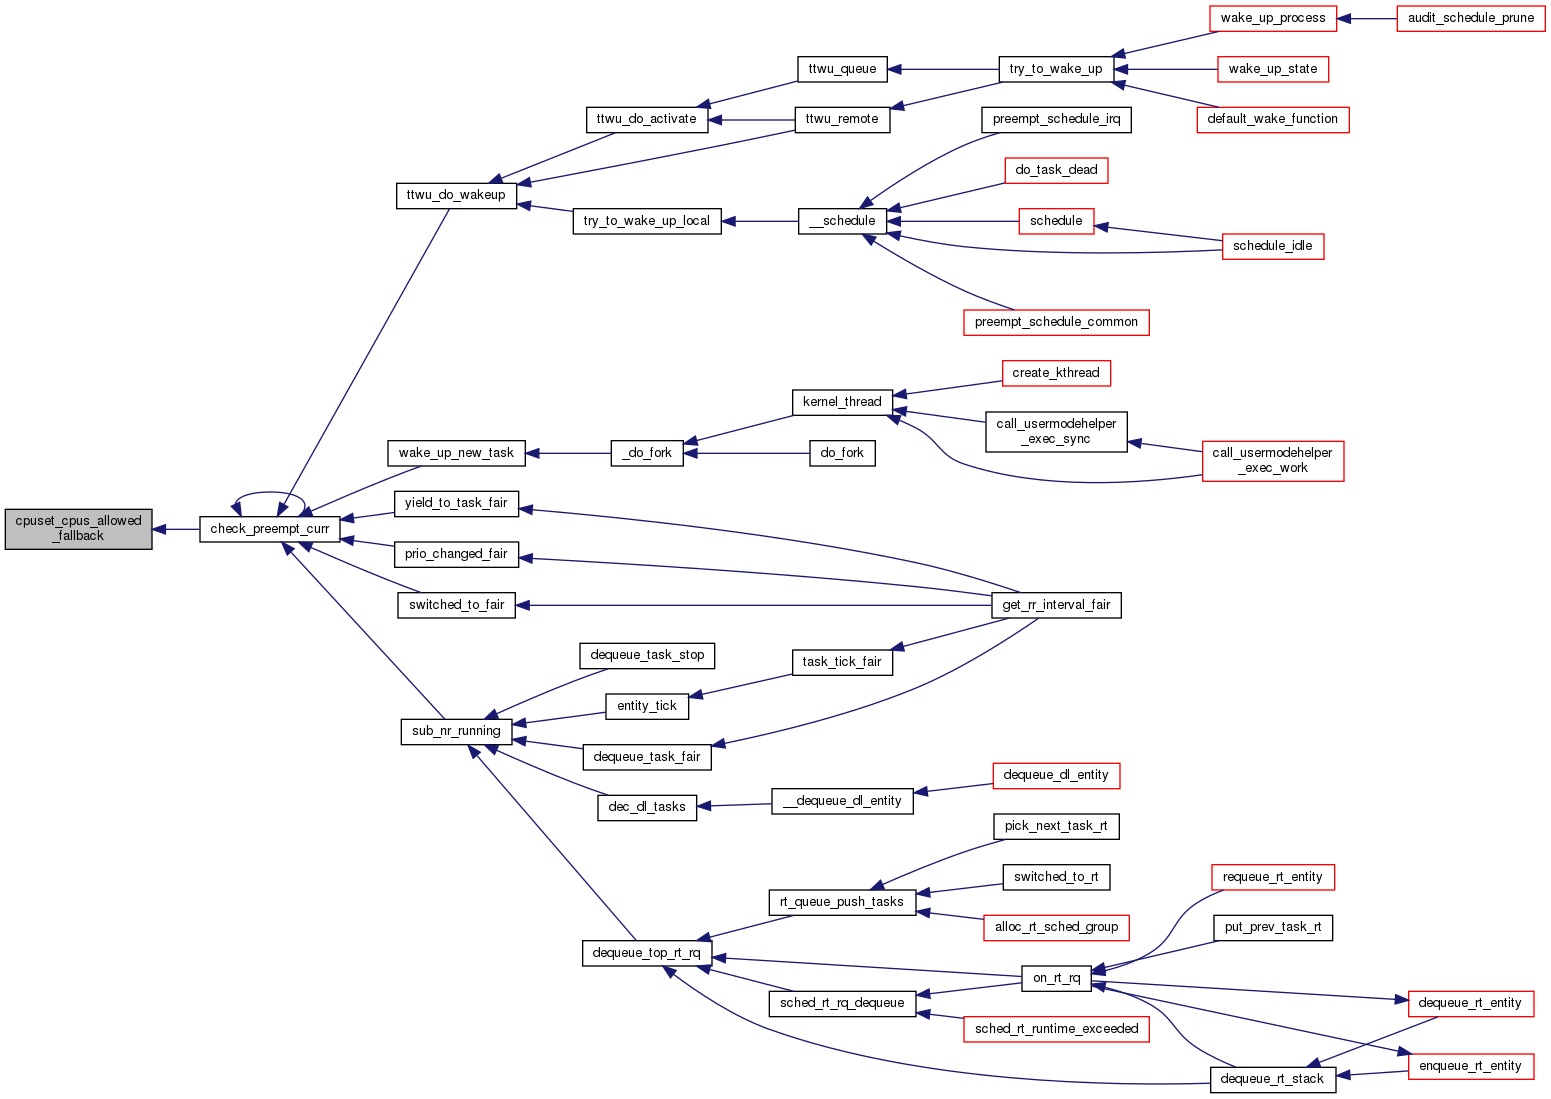 wake_up_process
audit_schedule_prune
ttwu_queue
try_to_wake_up
wake_up_state
ttwu_do_activate
ttwu_remote
preempt_schedule_irq
default_wake_function
do_task_dead
ttwu_do_wakeup
try_to_wake_up_local
__schedule
schedule
schedule_idle
preempt_schedule_common
create_kthread
kernel_thread
call_usermodehelper
_exec_sync
wake_up_new_task
_do_fork
do_fork
call_usermodehelper
_exec_work
cpuset_cpus_allowed
_fallback
check_preempt_curr
yield_to_task_fair
prio_changed_fair
switched_to_fair
get_rr_interval_fair
dequeue_task_stop
task_tick_fair
entity_tick
sub_nr_running
dequeue_task_fair
dequeue_dl_entity
dec_dl_tasks
__dequeue_dl_entity
pick_next_task_rt
switched_to_rt
requeue_rt_entity
rt_queue_push_tasks
alloc_rt_sched_group
put_prev_task_rt
dequeue_top_rt_rq
on_rt_rq
sched_rt_rq_dequeue
dequeue_rt_entity
sched_rt_runtime_exceeded
enqueue_rt_entity
dequeue_rt_stack